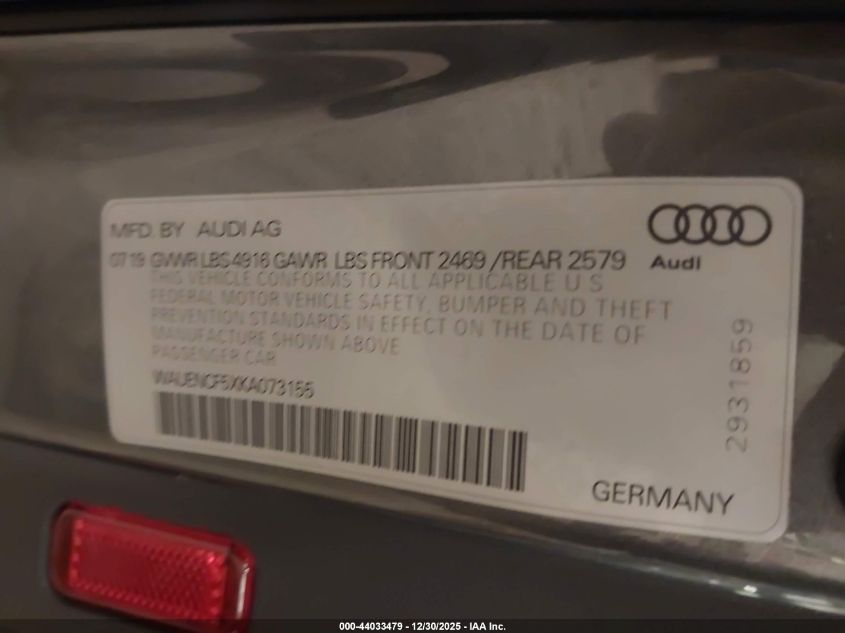 MFD. BY AUDI AG
07 19 GVWR LBS 4916 GAWR LBS FRONT 2469 /REAR 2579
Audi
THIS VEHICLE CONFORMS TO ALL APPLICABLE U S
FEDERAL MOTOR VEHICLE SAFETY, BUMPER AND THEFT
PREVENTION STANDARDS IN EFFECT ON THE DATE OF
MANUFACTURE SHOWN ABOVE
PASSENGER CAR
WAUENCF5XKA073155
2931859
GERMANY
000-44033479 - 12/30/2025 - IAA Inc.